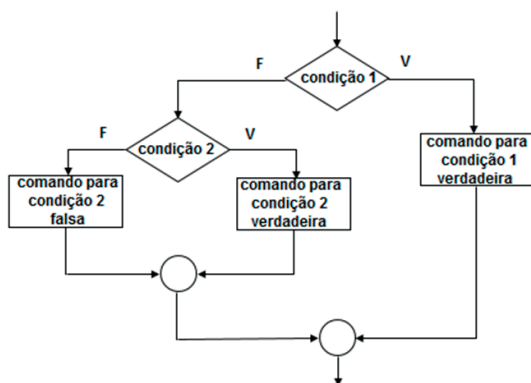 F
condição 1
V
F
condição 2
V
comando para
condição 1
verdadeira
comando para
condição 2
falsa
comando para
condição 2
verdadeira